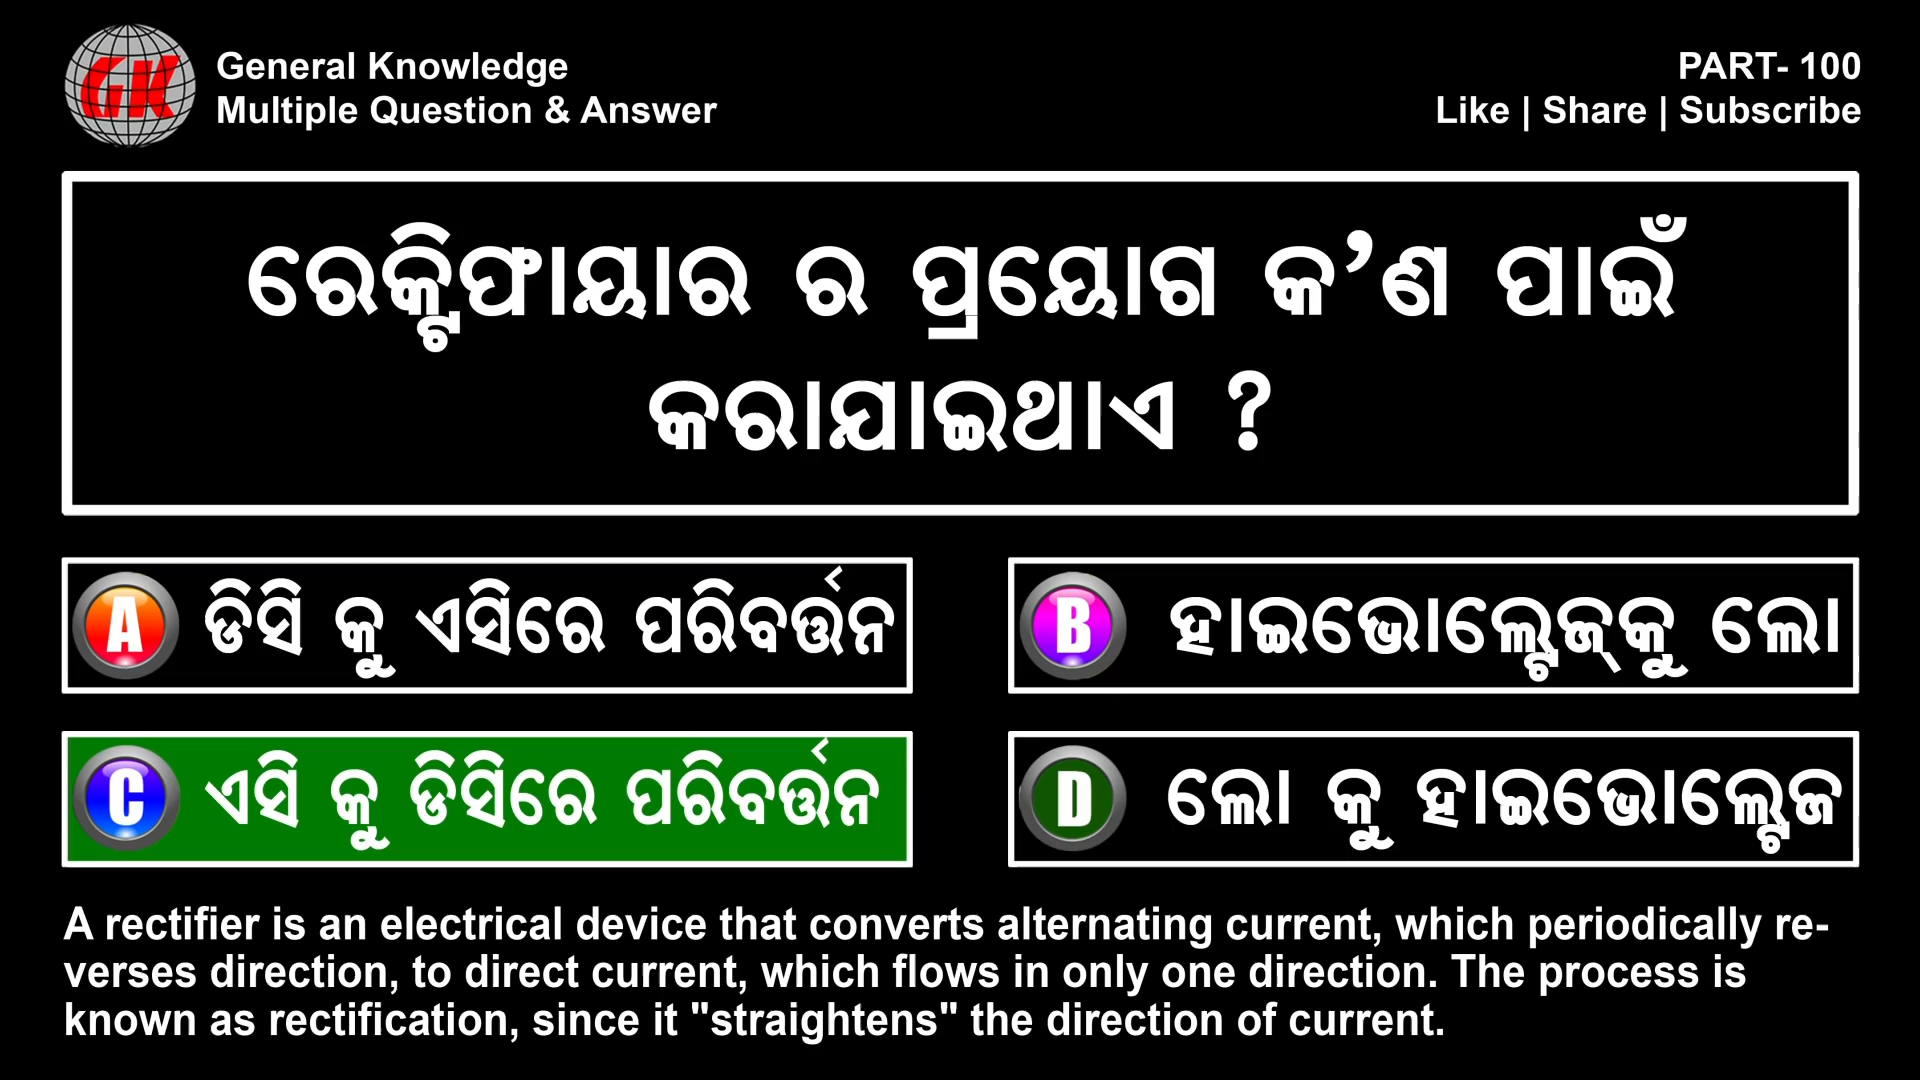 GK
General Knowledge
Multiple Question & Answer
PART- 100
Like | Share | Subscribe
ରେକ୍ଟିଫାୟାର ର ପ୍ରୟୋଗ କ’ଣ ପାଇଁ
କରାଯାଇଥାଏ ?
A ଡିସି କୁ ଏସିରେ ପରିବର୍ତ୍ତନ
B ହାଇଭୋଲ୍ଟେଜ୍‌କୁ ଲୋ
C ଏସି କୁ ଡିସିରେ ପରିବର୍ତ୍ତନ
D ଲୋ କୁ ହାଇଭୋଲ୍ଟେଜ
A rectifier is an electrical device that converts alternating current, which periodically re-
verses direction, to direct current, which flows in only one direction. The process is
known as rectification, since it "straightens" the direction of current.